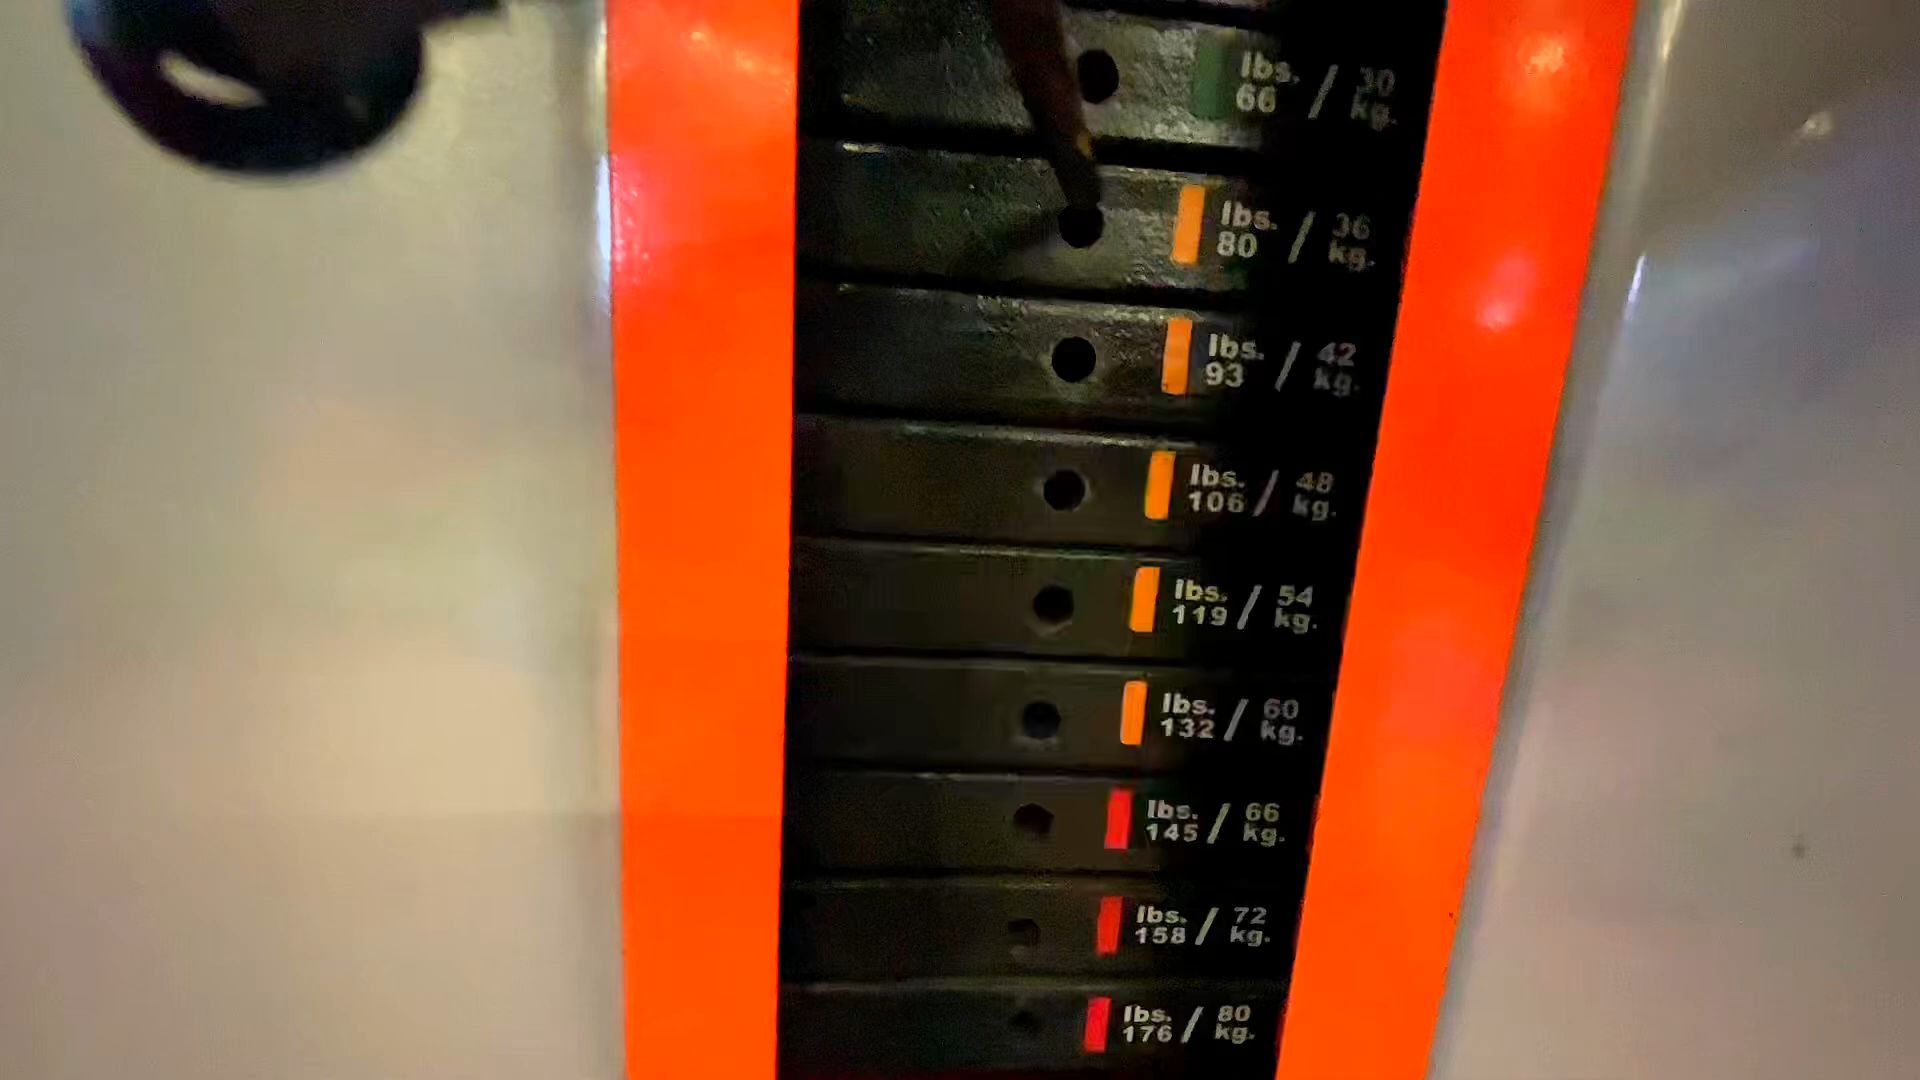 lbs. / 30
66 kg.
lbs. / 36
80 kg.
lbs. / 42
93 kg.
lbs. / 48
106 kg.
lbs. / 54
119 kg.
lbs. / 60
132 kg.
lbs. / 66
145 kg.
lbs. / 72
158 kg.
lbs. / 80
176 kg.